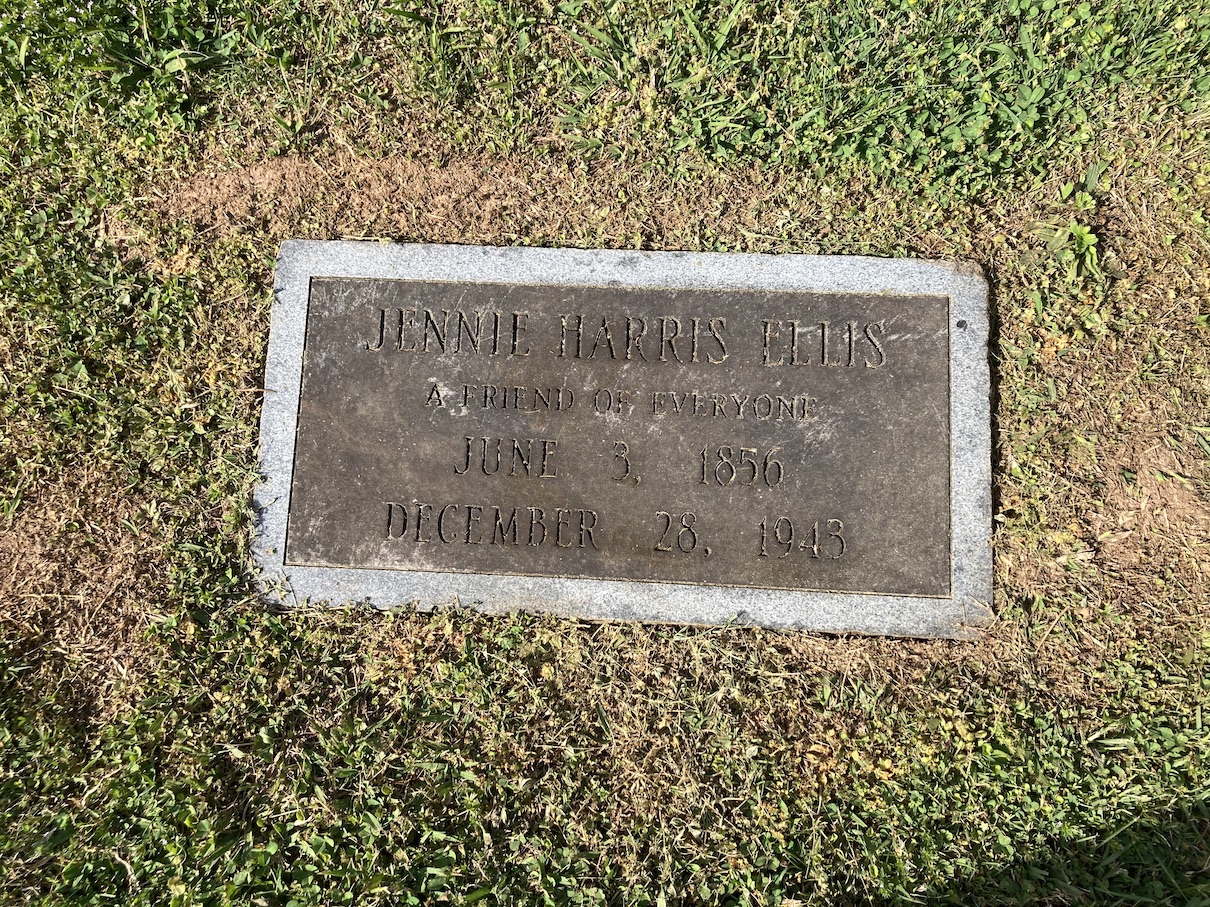 JENNIE HARRIS ELLIS
A FRIEND OF EVERYONE
JUNE 3, 1856
DECEMBER 28, 1943